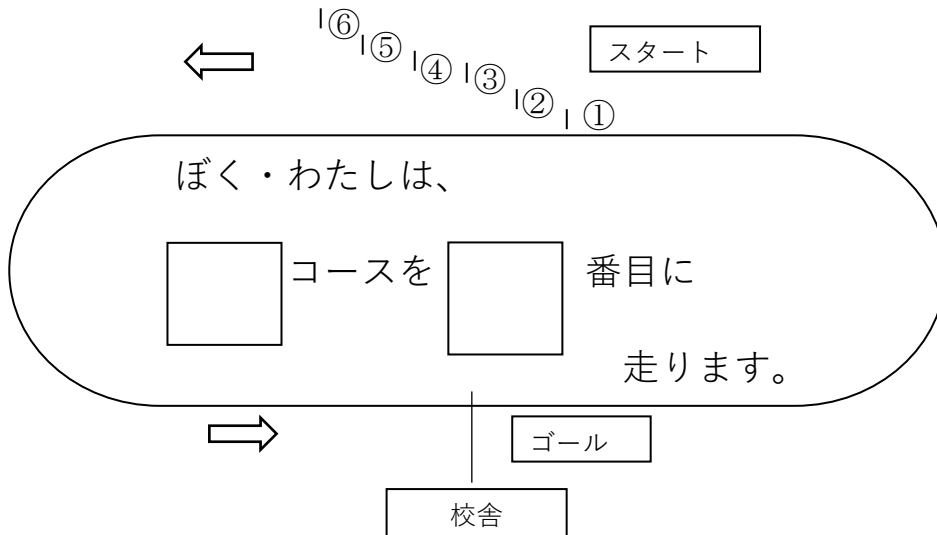 ⑥
⑤
④
③
②
①
スタート
ぼく・わたしは、
コースを 番目に
走ります。
ゴール
校舎